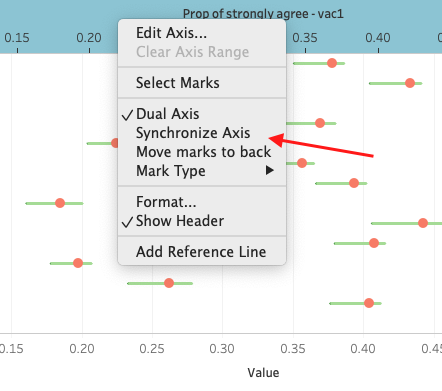 Prop of strongly agree - vac1
0.15 0.20 0.35 0.40
Edit Axis...
Clear Axis Range
Select Marks
✓ Dual Axis
Synchronize Axis
Move marks to back
Mark Type ▶
Format...
✓ Show Header
Add Reference Line
0.15 0.20 0.25 0.30 0.35 0.40 0.45
Value